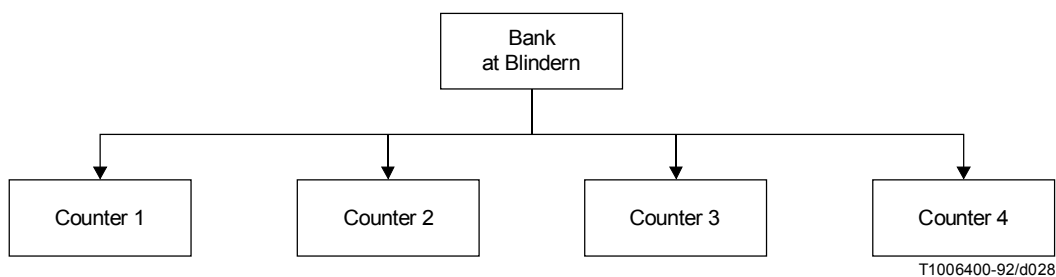 Bank
at Blindern
Counter 1
Counter 2
Counter 3
Counter 4
T1006400-92/d028